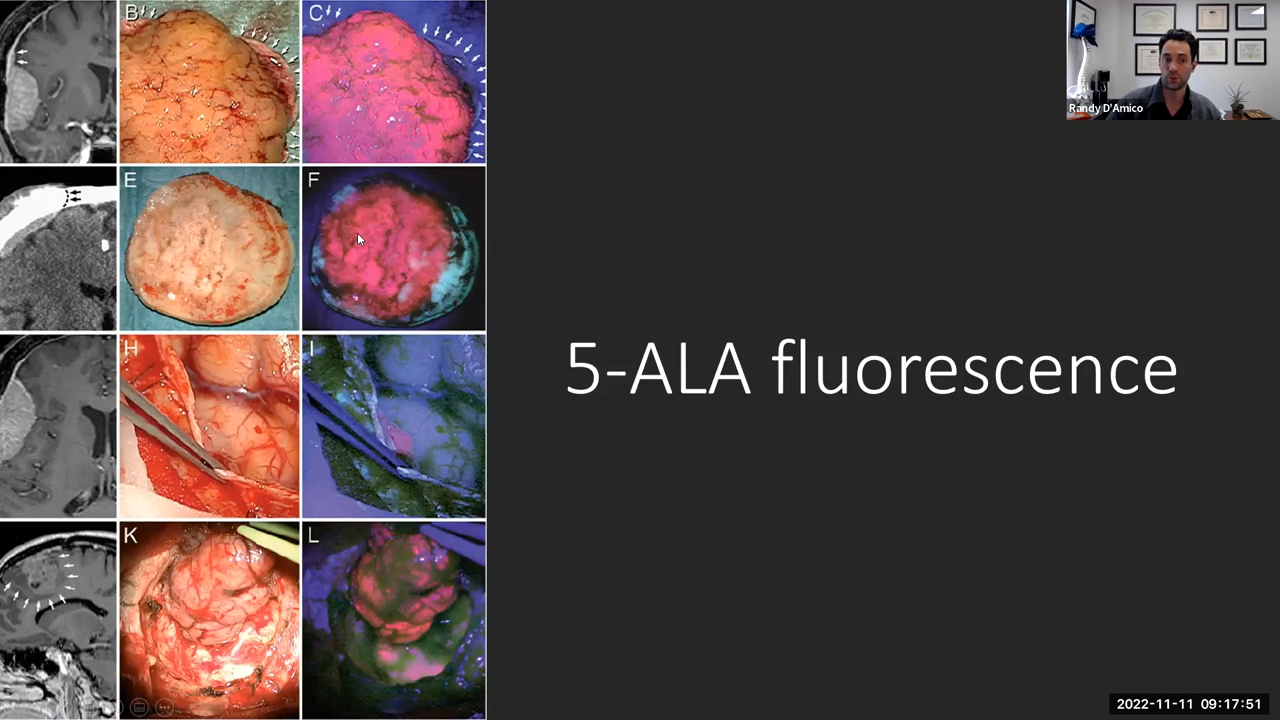 B
C
Randy D'Amico
E
F
5-ALA fluorescence
H
I
K
L
2022-11-11 09:17:51